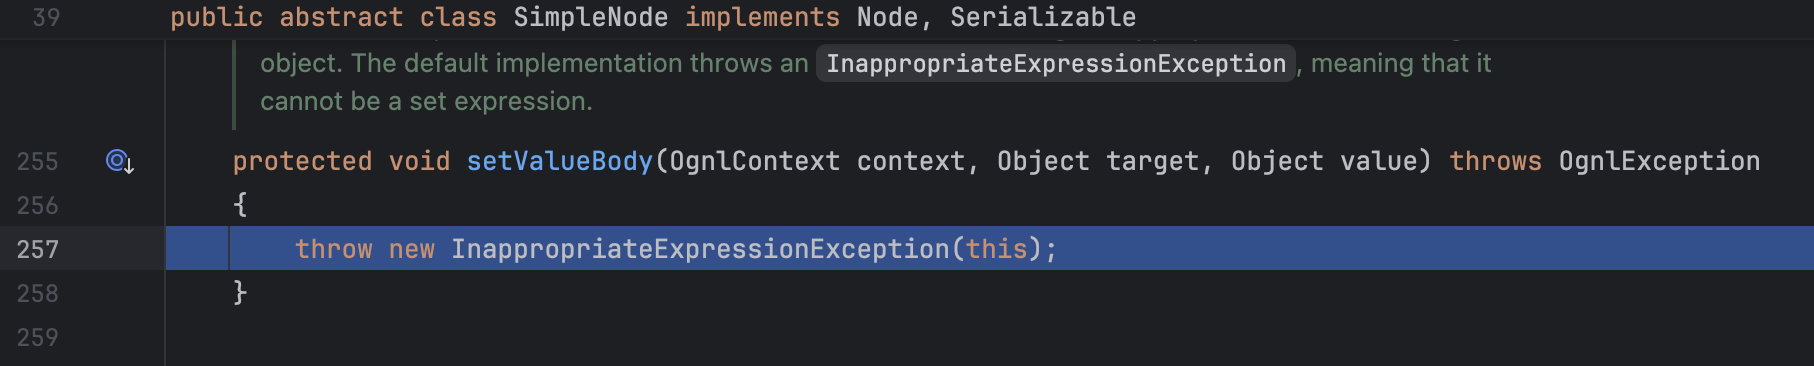 39 public abstract class SimpleNode implements Node, Serializable
object. The default implementation throws an InappropriateExpressionException, meaning that it
cannot be a set expression.
255 protected void setValueBody(OgnlContext context, Object target, Object value) throws OgnlException
256 {
257 throw new InappropriateExpressionException(this);
258 }
259